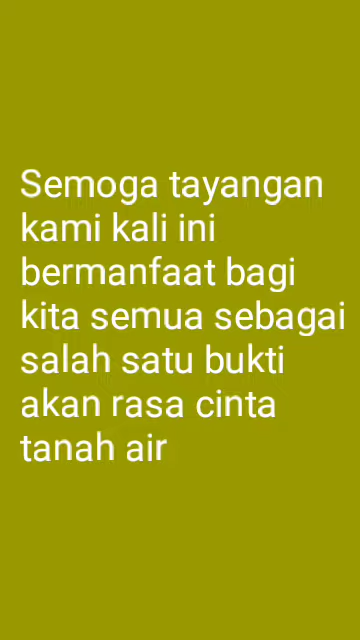 Semoga tayangan
kami kali ini
bermanfaat bagi
kita semua sebagai
salah satu bukti
akan rasa cinta
tanah air